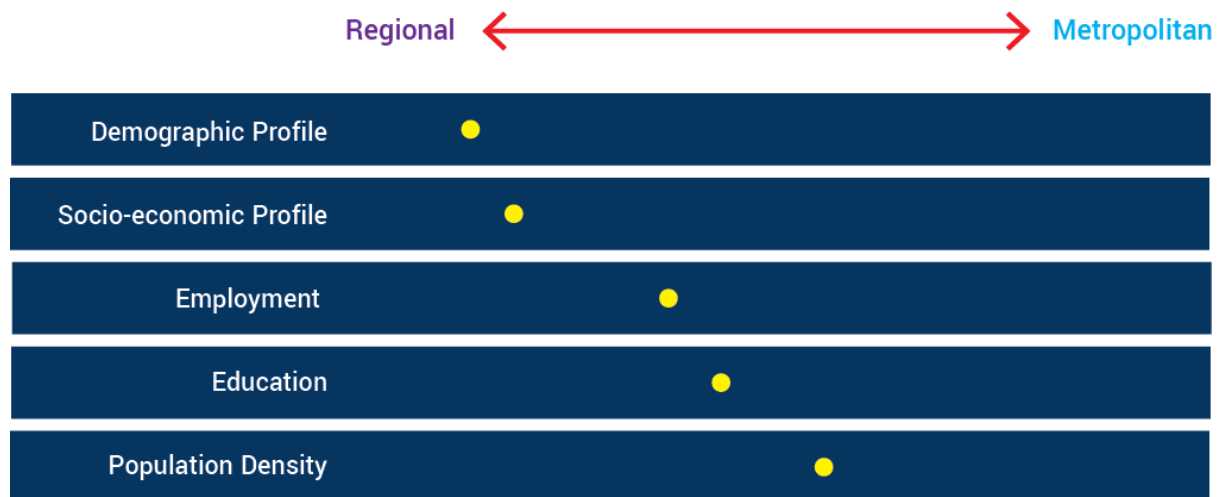 Regional Metropolitan
Demographic Profile
Socio-economic Profile
Employment
Education
Population Density